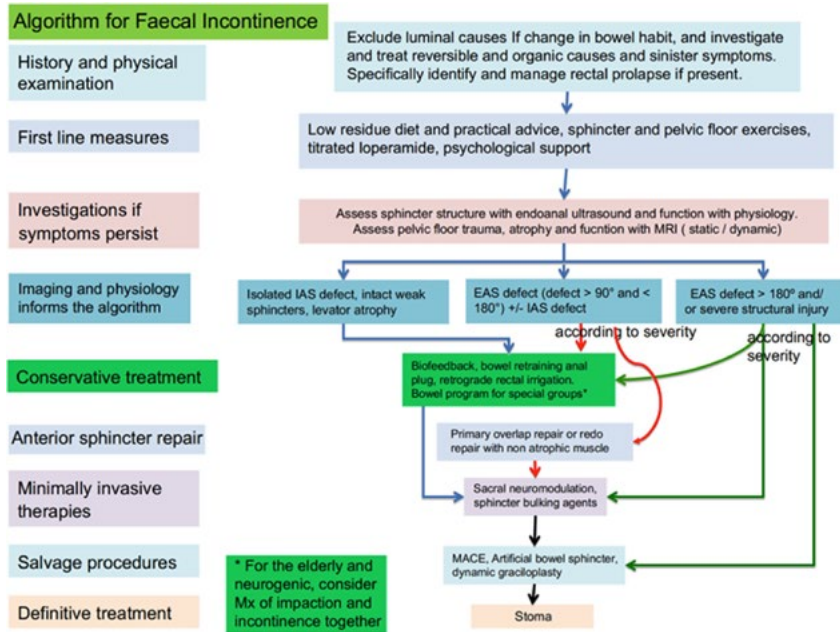 Algorithm for Faecal Incontinence
History and physical
examination
Exclude luminal causes If change in bowel habit, and investigate
and treat reversible and organic causes and sinister symptoms.
Specifically identify and manage rectal prolapse if present.
First line measures
Low residue diet and practical advice, sphincter and pelvic floor exercises,
titrated loperamide, psychological support
Investigations if
symptoms persist
Assess sphincter structure with endoanal ultrasound and function with physiology.
Assess pelvic floor trauma, atrophy and fucntion with MRI ( static / dynamic)
Imaging and physiology
informs the algorithm
Isolated IAS defect, intact weak
sphincters, levator atrophy
EAS defect (defect > 90° and <
180°) +/- IAS defect
EAS defect > 180º and/
or severe structural injury
according to severity
according to
severity
Conservative treatment
Biofeedback, bowel retraining anal
plug, retrograde rectal irrigation.
Bowel program for special groups*
Anterior sphincter repair
Primary overlap repair or redo
repair with non atrophic muscle
Minimally invasive
therapies
Sacral neuromodulation,
sphincter bulking agents
Salvage procedures
MACE, Artificial bowel sphincter,
dynamic graciloplasty
* For the elderly and
neurogenic, consider
Mx of impaction and
incontinence together
Definitive treatment
Stoma